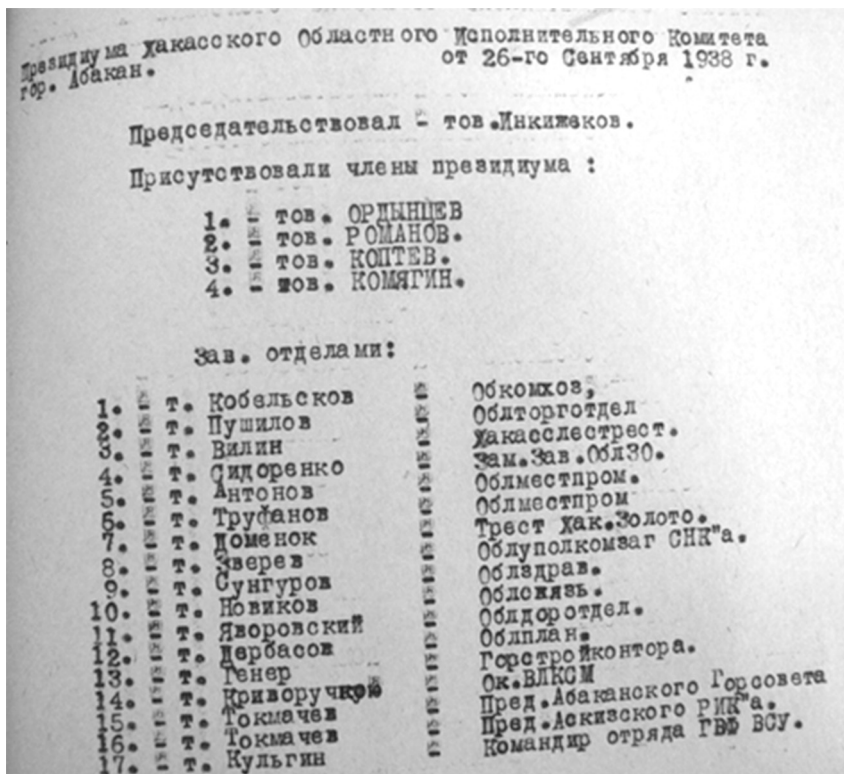 Президиума Хакасского Областного Исполнительного Комитета
гор. Абакан. от 26-го Сентября 1938 г.
Председательствовал - тов.Инкижеков.
Присутствовали члены президиума :
1. - тов. ОРДЫНЦЕВ
2. - тов. РОМАНОВ.
3. - тов. КОПТЕВ.
4. - тов. КОМЯГИН.
Зав. отделами:
1. - т. Кобельсков - Обкомхоз,
2. - т. Пушилов - Облторготдел
3. - т. Вилин - Хакасслестрест.
4. - т. Сидоренко - Зам.Зав.ОблЗО.
5. - т. Антонов - Облместпром.
6. - т. Труфанов - Облместпром
7. - т. Доменок - Трест Хак.Золото.
8. - т. Зверев - Облуполкомзаг СНК"а.
9. - т. Сунгуров - Облздрав.
10. - т. Новиков - Облсвязь.
11. - т. Яворовский - Облдоротдел.
12. - т. Дербасов - Облплан.
13. - т. Генер - Горстройконтора.
14. - т. - Ок.ВЛКСМ
15. - т. Токмачев - Пред.Абаканского Горсовета
16. - т. Токмачев - Пред.Аскизского РИК"а.
17. - т. Кульгин - Командир отряда ГВФ ВСУ.